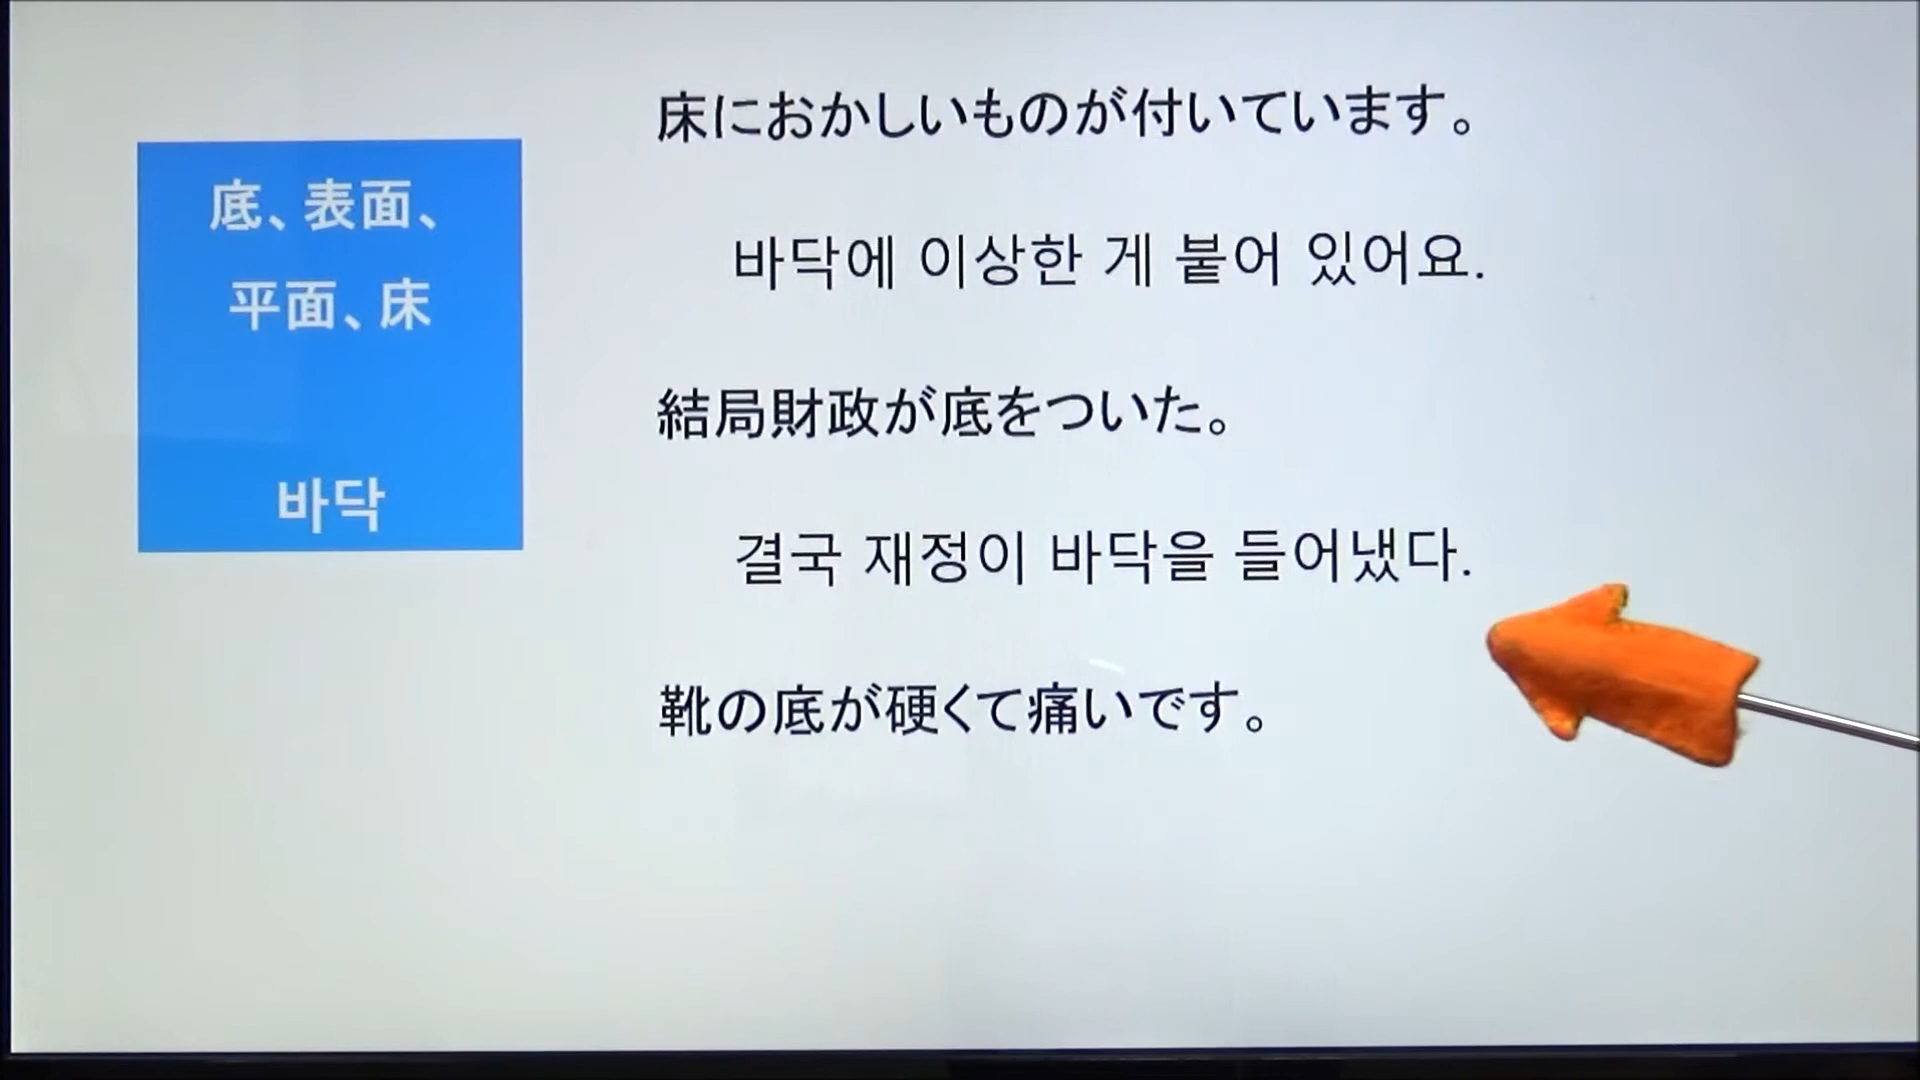 底、表面、
平面、床
바닥
床におかしいものが付いています。
바닥에 이상한 게 붙어 있어요.
結局財政が底をついた。
결국 재정이 바닥을 들어냈다.
靴の底が硬くて痛いです。